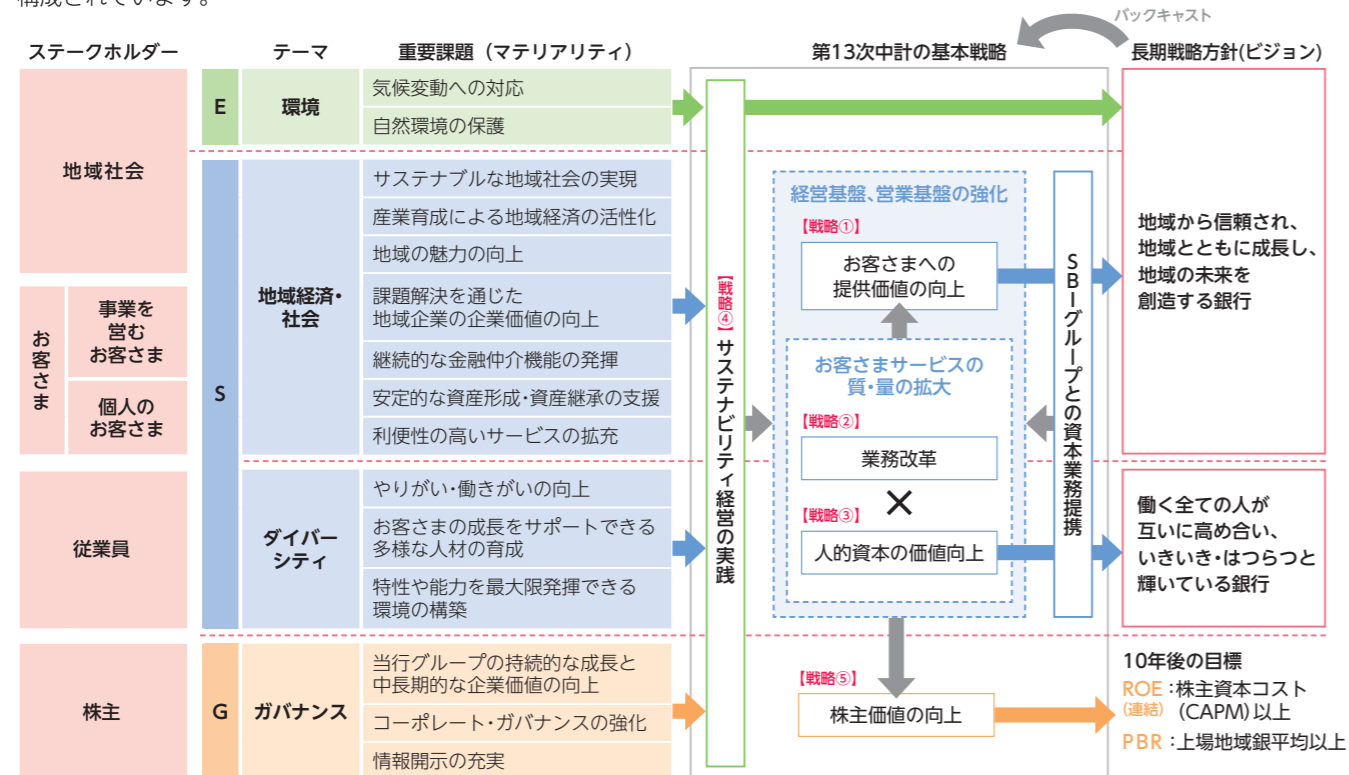 構成されています。
バックキャスト
ステークホルダー
テーマ
重要課題（マテリアリティ）
第13次中計の基本戦略
長期戦略方針(ビジョン)
地域社会
お客さま
事業を
営む
お客さま
個人の
お客さま
従業員
株主
E
環境
気候変動への対応
自然環境の保護
S
地域経済・
社会
サステナブルな地域社会の実現
産業育成による地域経済の活性化
地域の魅力の向上
課題解決を通じた
地域企業の企業価値の向上
継続的な金融仲介機能の発揮
安定的な資産形成・資産継承の支援
利便性の高いサービスの拡充
ダイバー
シティ
やりがい・働きがいの向上
お客さまの成長をサポートできる
多様な人材の育成
特性や能力を最大限発揮できる
環境の構築
G
ガバナンス
当行グループの持続的な成長と
中長期的な企業価値の向上
コーポレート・ガバナンスの強化
情報開示の充実
【戦略④】サステナビリティ経営の実践
経営基盤、営業基盤の強化
【戦略①】
お客さまへの
提供価値の向上
お客さまサービスの
質・量の拡大
【戦略②】
業務改革
×
【戦略③】
人的資本の価値向上
【戦略⑤】
株主価値の向上
SBIグループとの資本業務提携
地域から信頼され、
地域とともに成長し、
地域の未来を
創造する銀行
働く全ての人が
互いに高め合い、
いきいき・はつらつと
輝いている銀行
10年後の目標
ROE：株主資本コスト
（連結）（CAPM）以上
PBR：上場地域銀平均以上